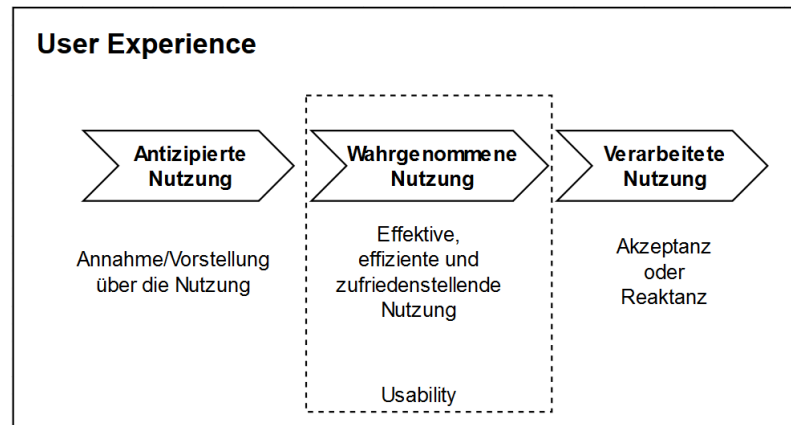 User Experience
Antizipierte
Nutzung
Wahrgenommene
Nutzung
Verarbeitete
Nutzung
Annahme/Vorstellung
über die Nutzung
Effektive,
effiziente und
zufriedenstellende
Nutzung
Akzeptanz
oder
Reaktanz
Usability